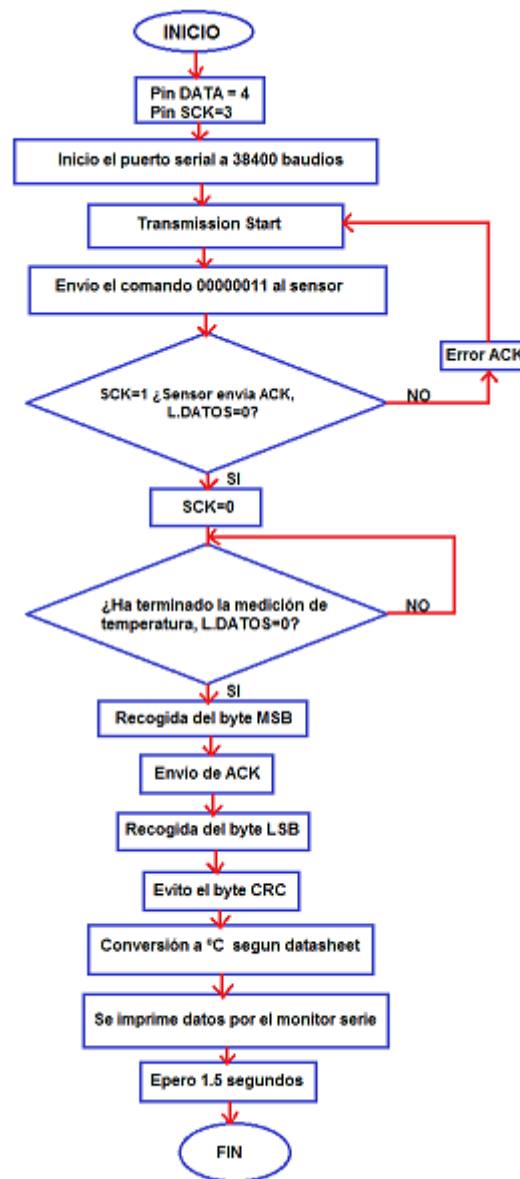 INICIO
Pin DATA = 4
Pin SCK=3
Inicio el puerto serial a 38400 baudios
Transmission Start
Envio el comando 00000011 al sensor
Error ACK
SCK=1 ¿Sensor envia ACK,
L.DATOS=0?
NO
SI
SCK=0
¿Ha terminado la medición de
temperatura, L.DATOS=0?
NO
SI
Recogida del byte MSB
Envio de ACK
Recogida del byte LSB
Evito el byte CRC
Conversión a ºC segun datasheet
Se imprime datos por el monitor serie
Epero 1.5 segundos
FIN